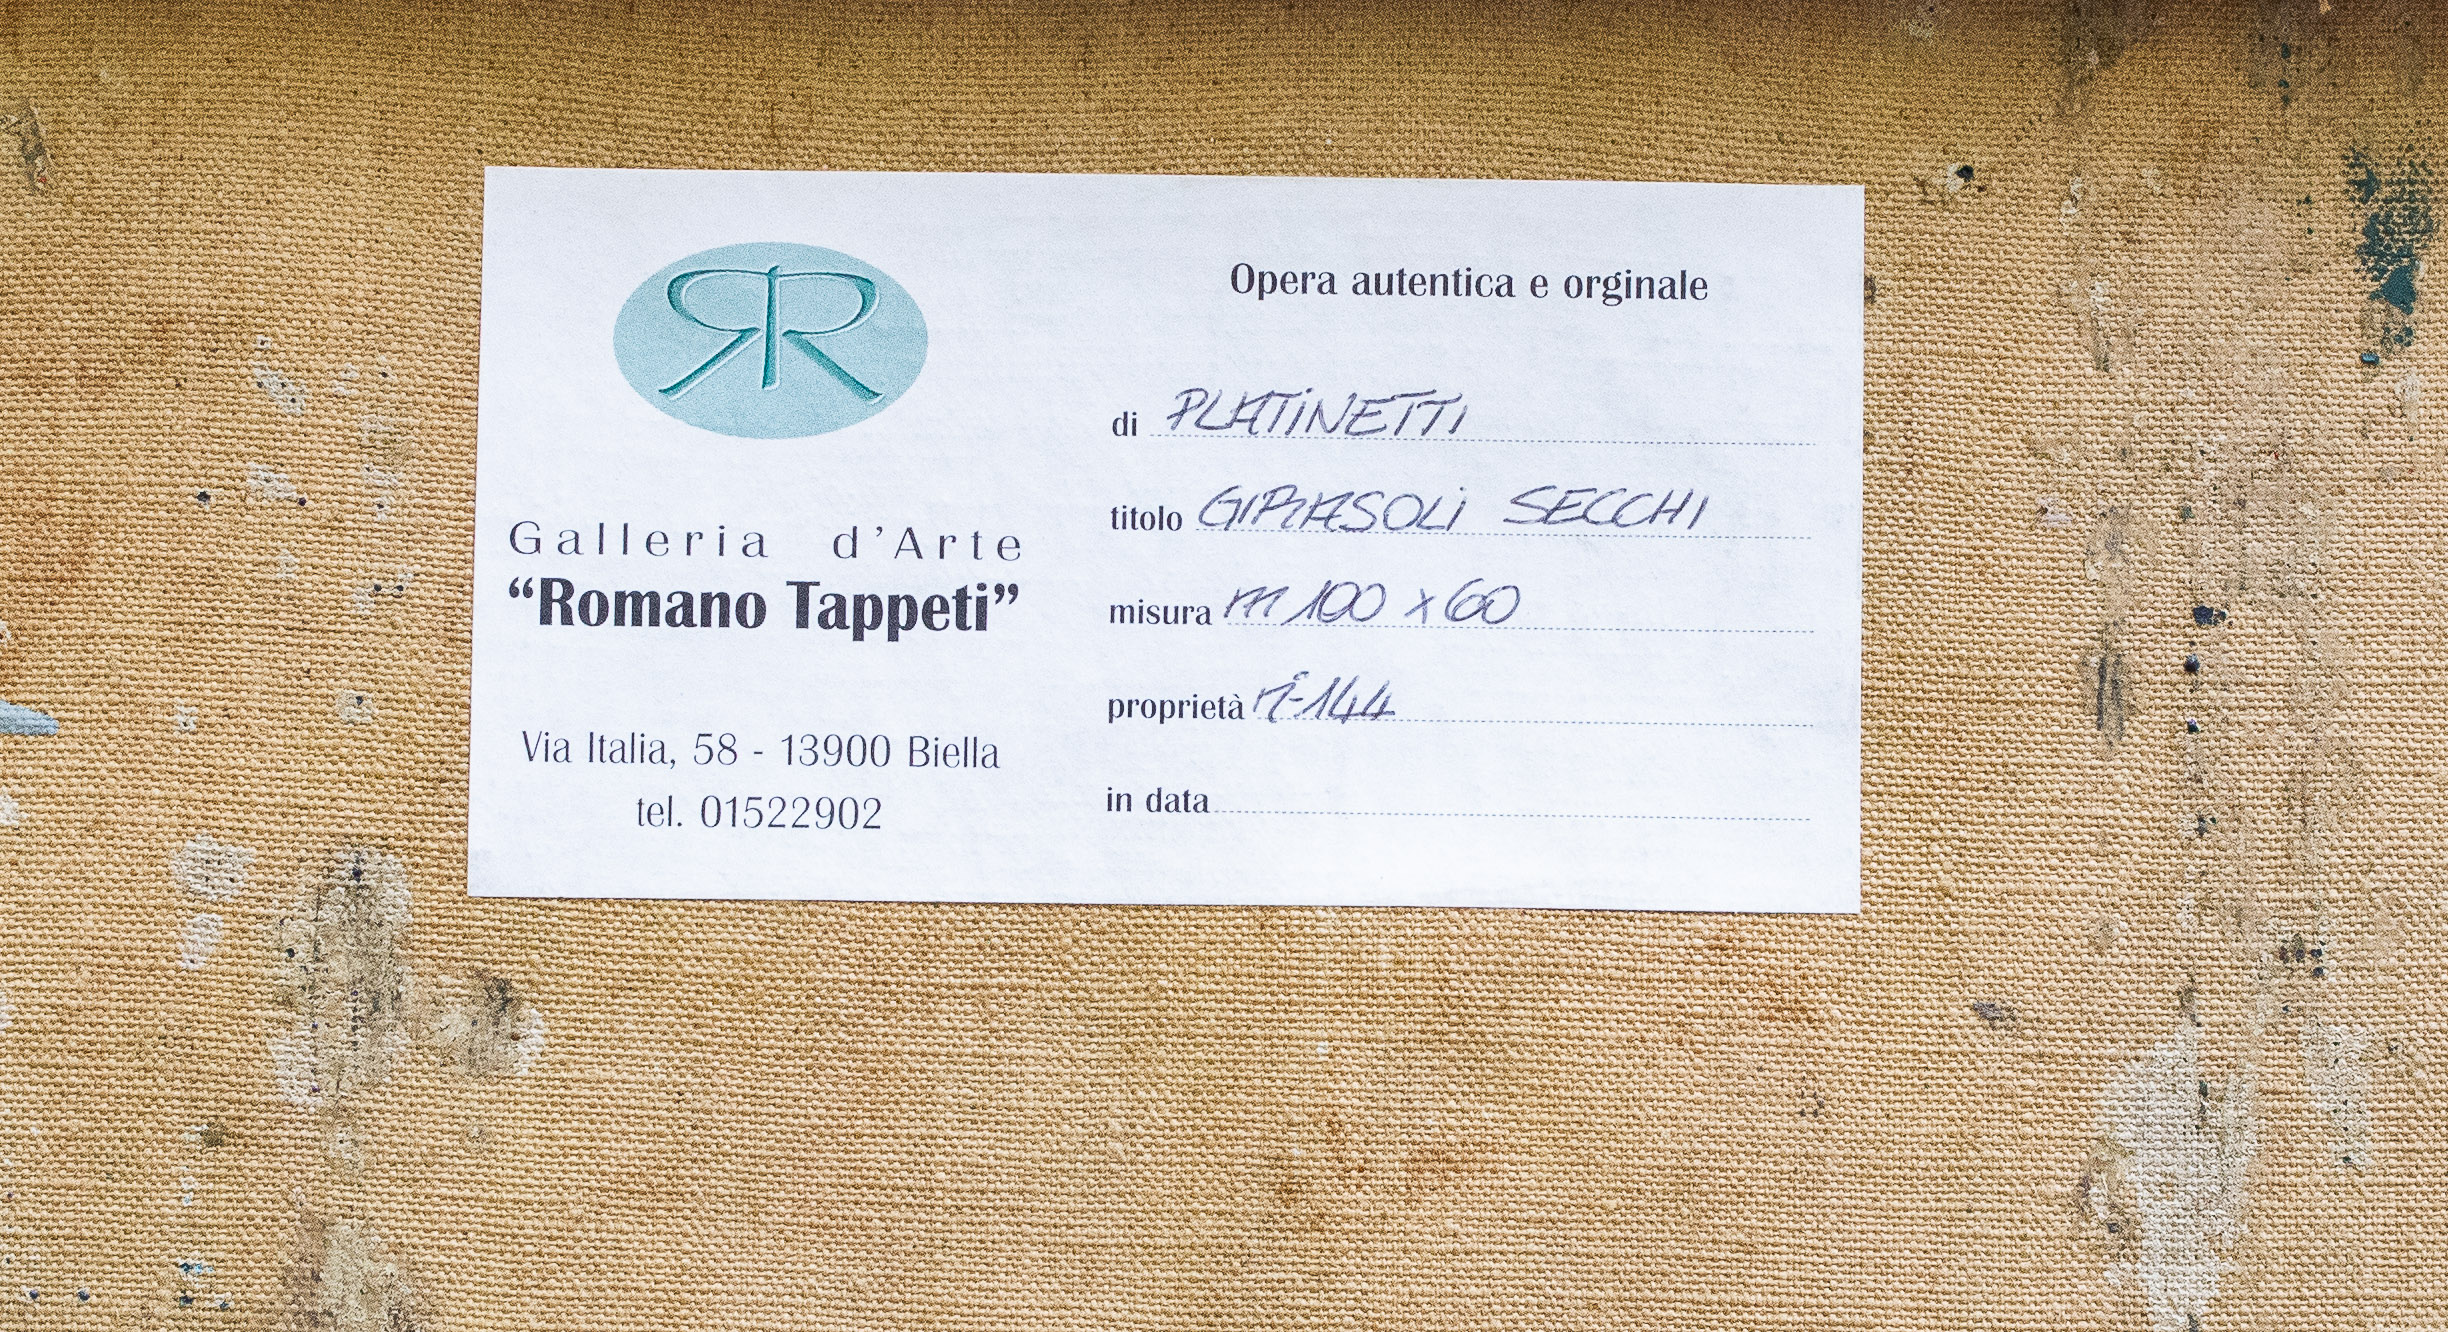 RR
Galleria d'Arte
“Romano Tappeti”
Via Italia, 58 - 13900 Biella
tel. 01522902
Opera autentica e orginale
di PLATINETTI
titolo GIRASOLI SECCHI
misura m 100 x 60
proprietà n° 144
in data